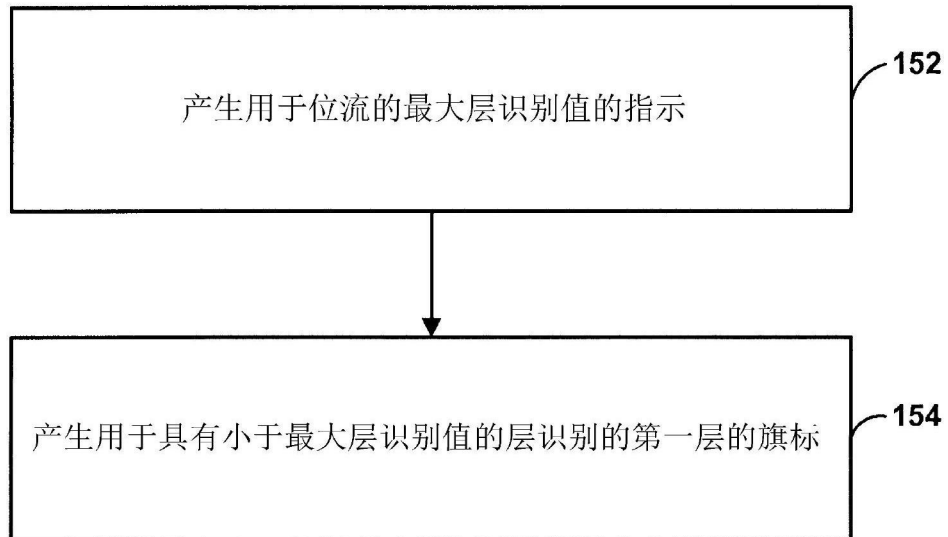 产生用于位流的最大层识别值的指示
152
产生用于具有小于最大层识别值的层识别的第一层的旗标
154